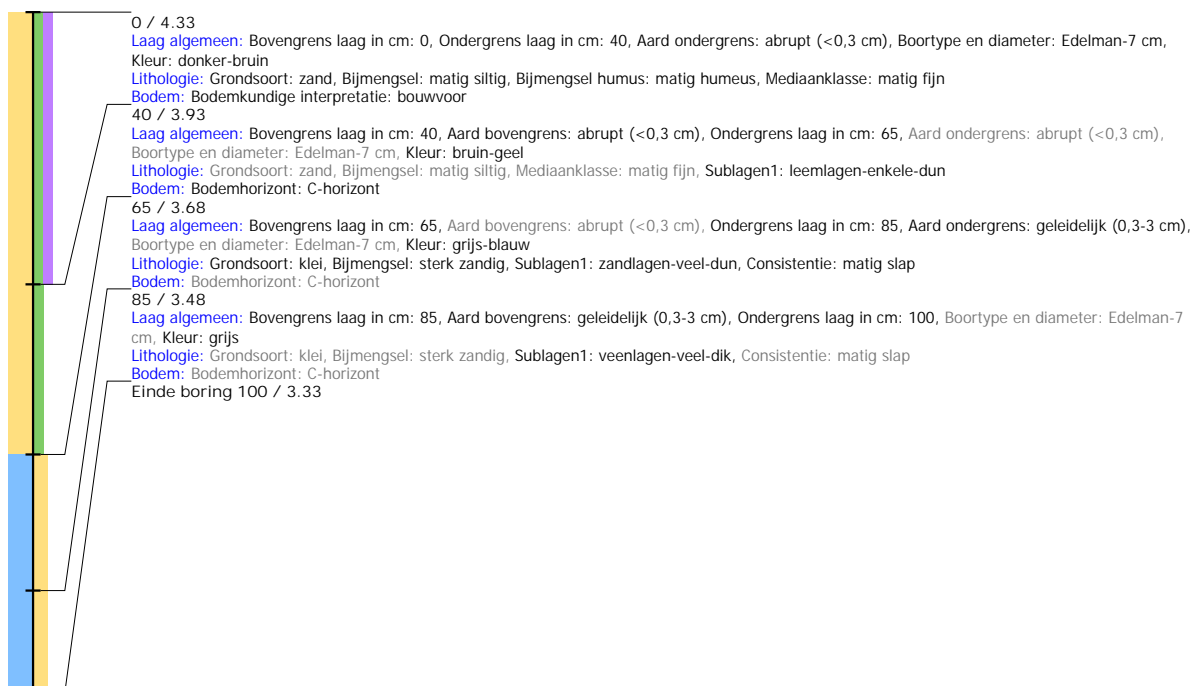 0 / 4.33
Laag algemeen: Bovengrens laag in cm: 0, Ondergrens laag in cm: 40, Aard ondergrens: abrupt (<0,3 cm), Boortype en diameter: Edelman-7 cm,
Kleur: donker-bruin
Lithologie: Grondsoort: zand, Bijmengsel: matig siltig, Bijmengsel humus: matig humeus, Mediaanklasse: matig fijn
Bodem: Bodemkundige interpretatie: bouwvoor
40 / 3.93
Laag algemeen: Bovengrens laag in cm: 40, Aard bovengrens: abrupt (<0,3 cm), Ondergrens laag in cm: 65, Aard ondergrens: abrupt (<0,3 cm),
Boortype en diameter: Edelman-7 cm, Kleur: bruin-geel
Lithologie: Grondsoort: zand, Bijmengsel: matig siltig, Mediaanklasse: matig fijn, Sublagen1: leemlagen-enkele-dun
Bodem: Bodemhorizont: C-horizont
65 / 3.68
Laag algemeen: Bovengrens laag in cm: 65, Aard bovengrens: abrupt (<0,3 cm), Ondergrens laag in cm: 85, Aard ondergrens: geleidelijk (0,3-3 cm),
Boortype en diameter: Edelman-7 cm, Kleur: grijs-blauw
Lithologie: Grondsoort: klei, Bijmengsel: sterk zandig, Sublagen1: zandlagen-veel-dun, Consistentie: matig slap
Bodem: Bodemhorizont: C-horizont
85 / 3.48
Laag algemeen: Bovengrens laag in cm: 85, Aard bovengrens: geleidelijk (0,3-3 cm), Ondergrens laag in cm: 100, Boortype en diameter: Edelman-7
cm, Kleur: grijs
Lithologie: Grondsoort: klei, Bijmengsel: sterk zandig, Sublagen1: veenlagen-veel-dik, Consistentie: matig slap
Bodem: Bodemhorizont: C-horizont
Einde boring 100 / 3.33